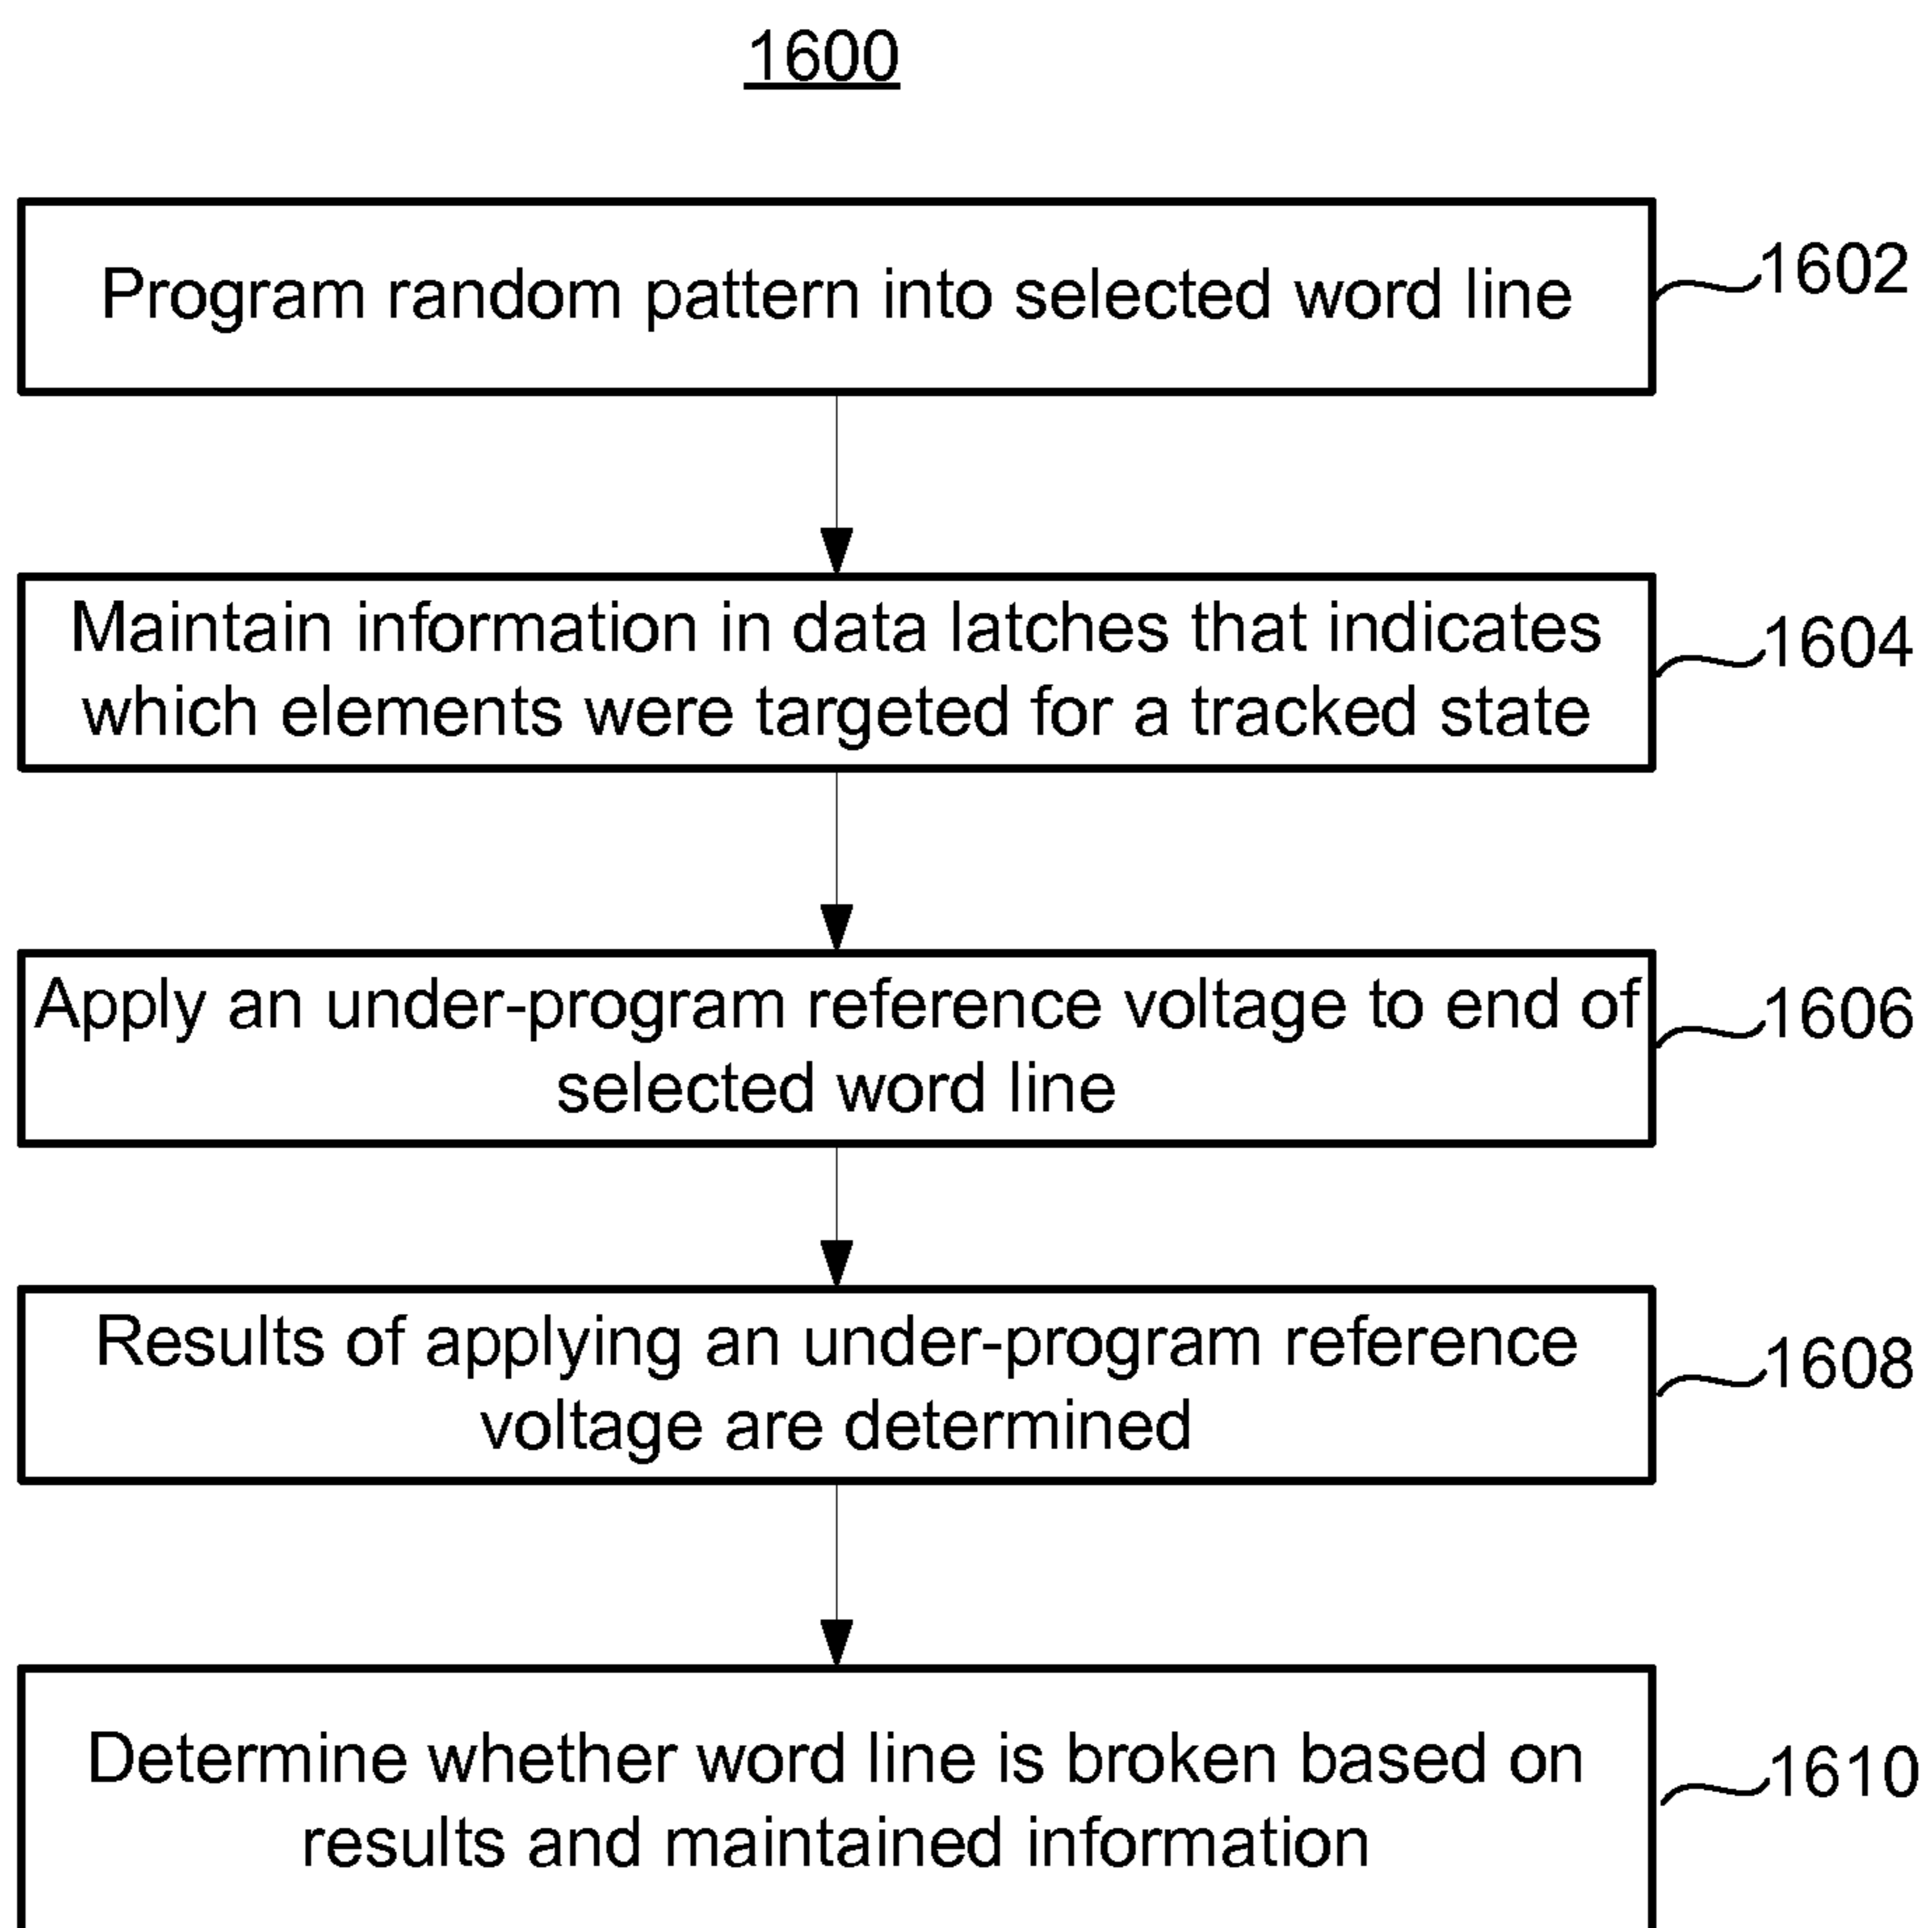 1600
Program random pattern into selected word line
1602
Maintain information in data latches that indicates
which elements were targeted for a tracked state
1604
Apply an under-program reference voltage to end of
selected word line
1606
Results of applying an under-program reference
voltage are determined
1608
Determine whether word line is broken based on
results and maintained information
1610